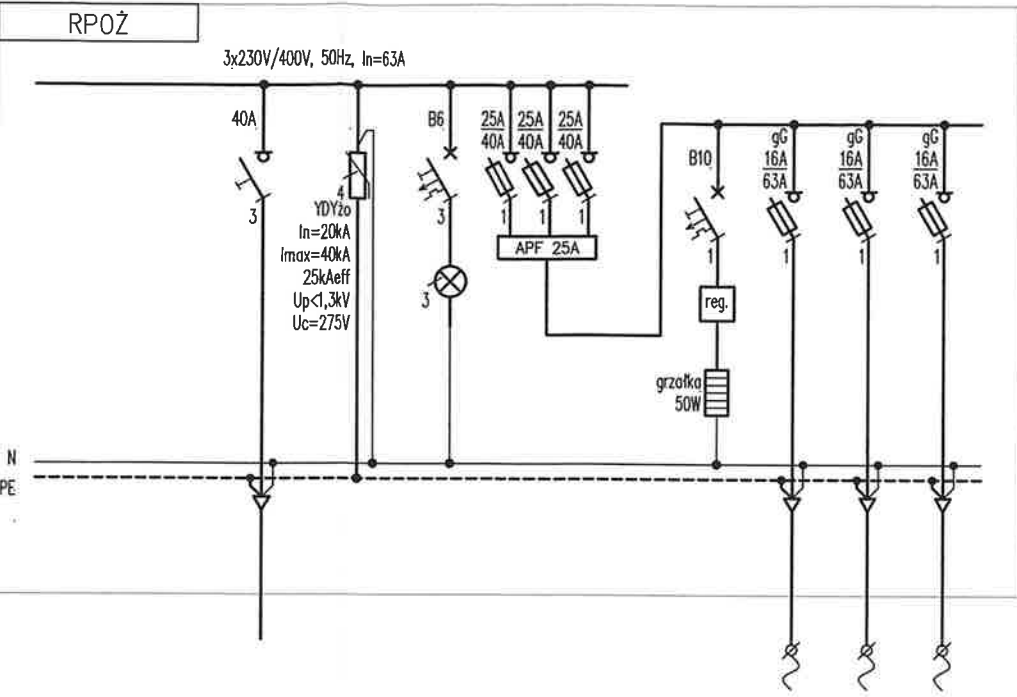 RPOŻ
3x230V/400V, 50Hz, In=63A
40A
3
4
YDYżo
In=20kA
Imax=40kA
25kAeff
Up<1,3kV
Uc=275V
B6
3
3
25A
40A
1
25A
40A
1
25A
40A
1
APF 25A
B10
1
reg.
grzałka
50W
gG
16A
63A
1
gG
16A
63A
1
gG
16A
63A
1
N
PE